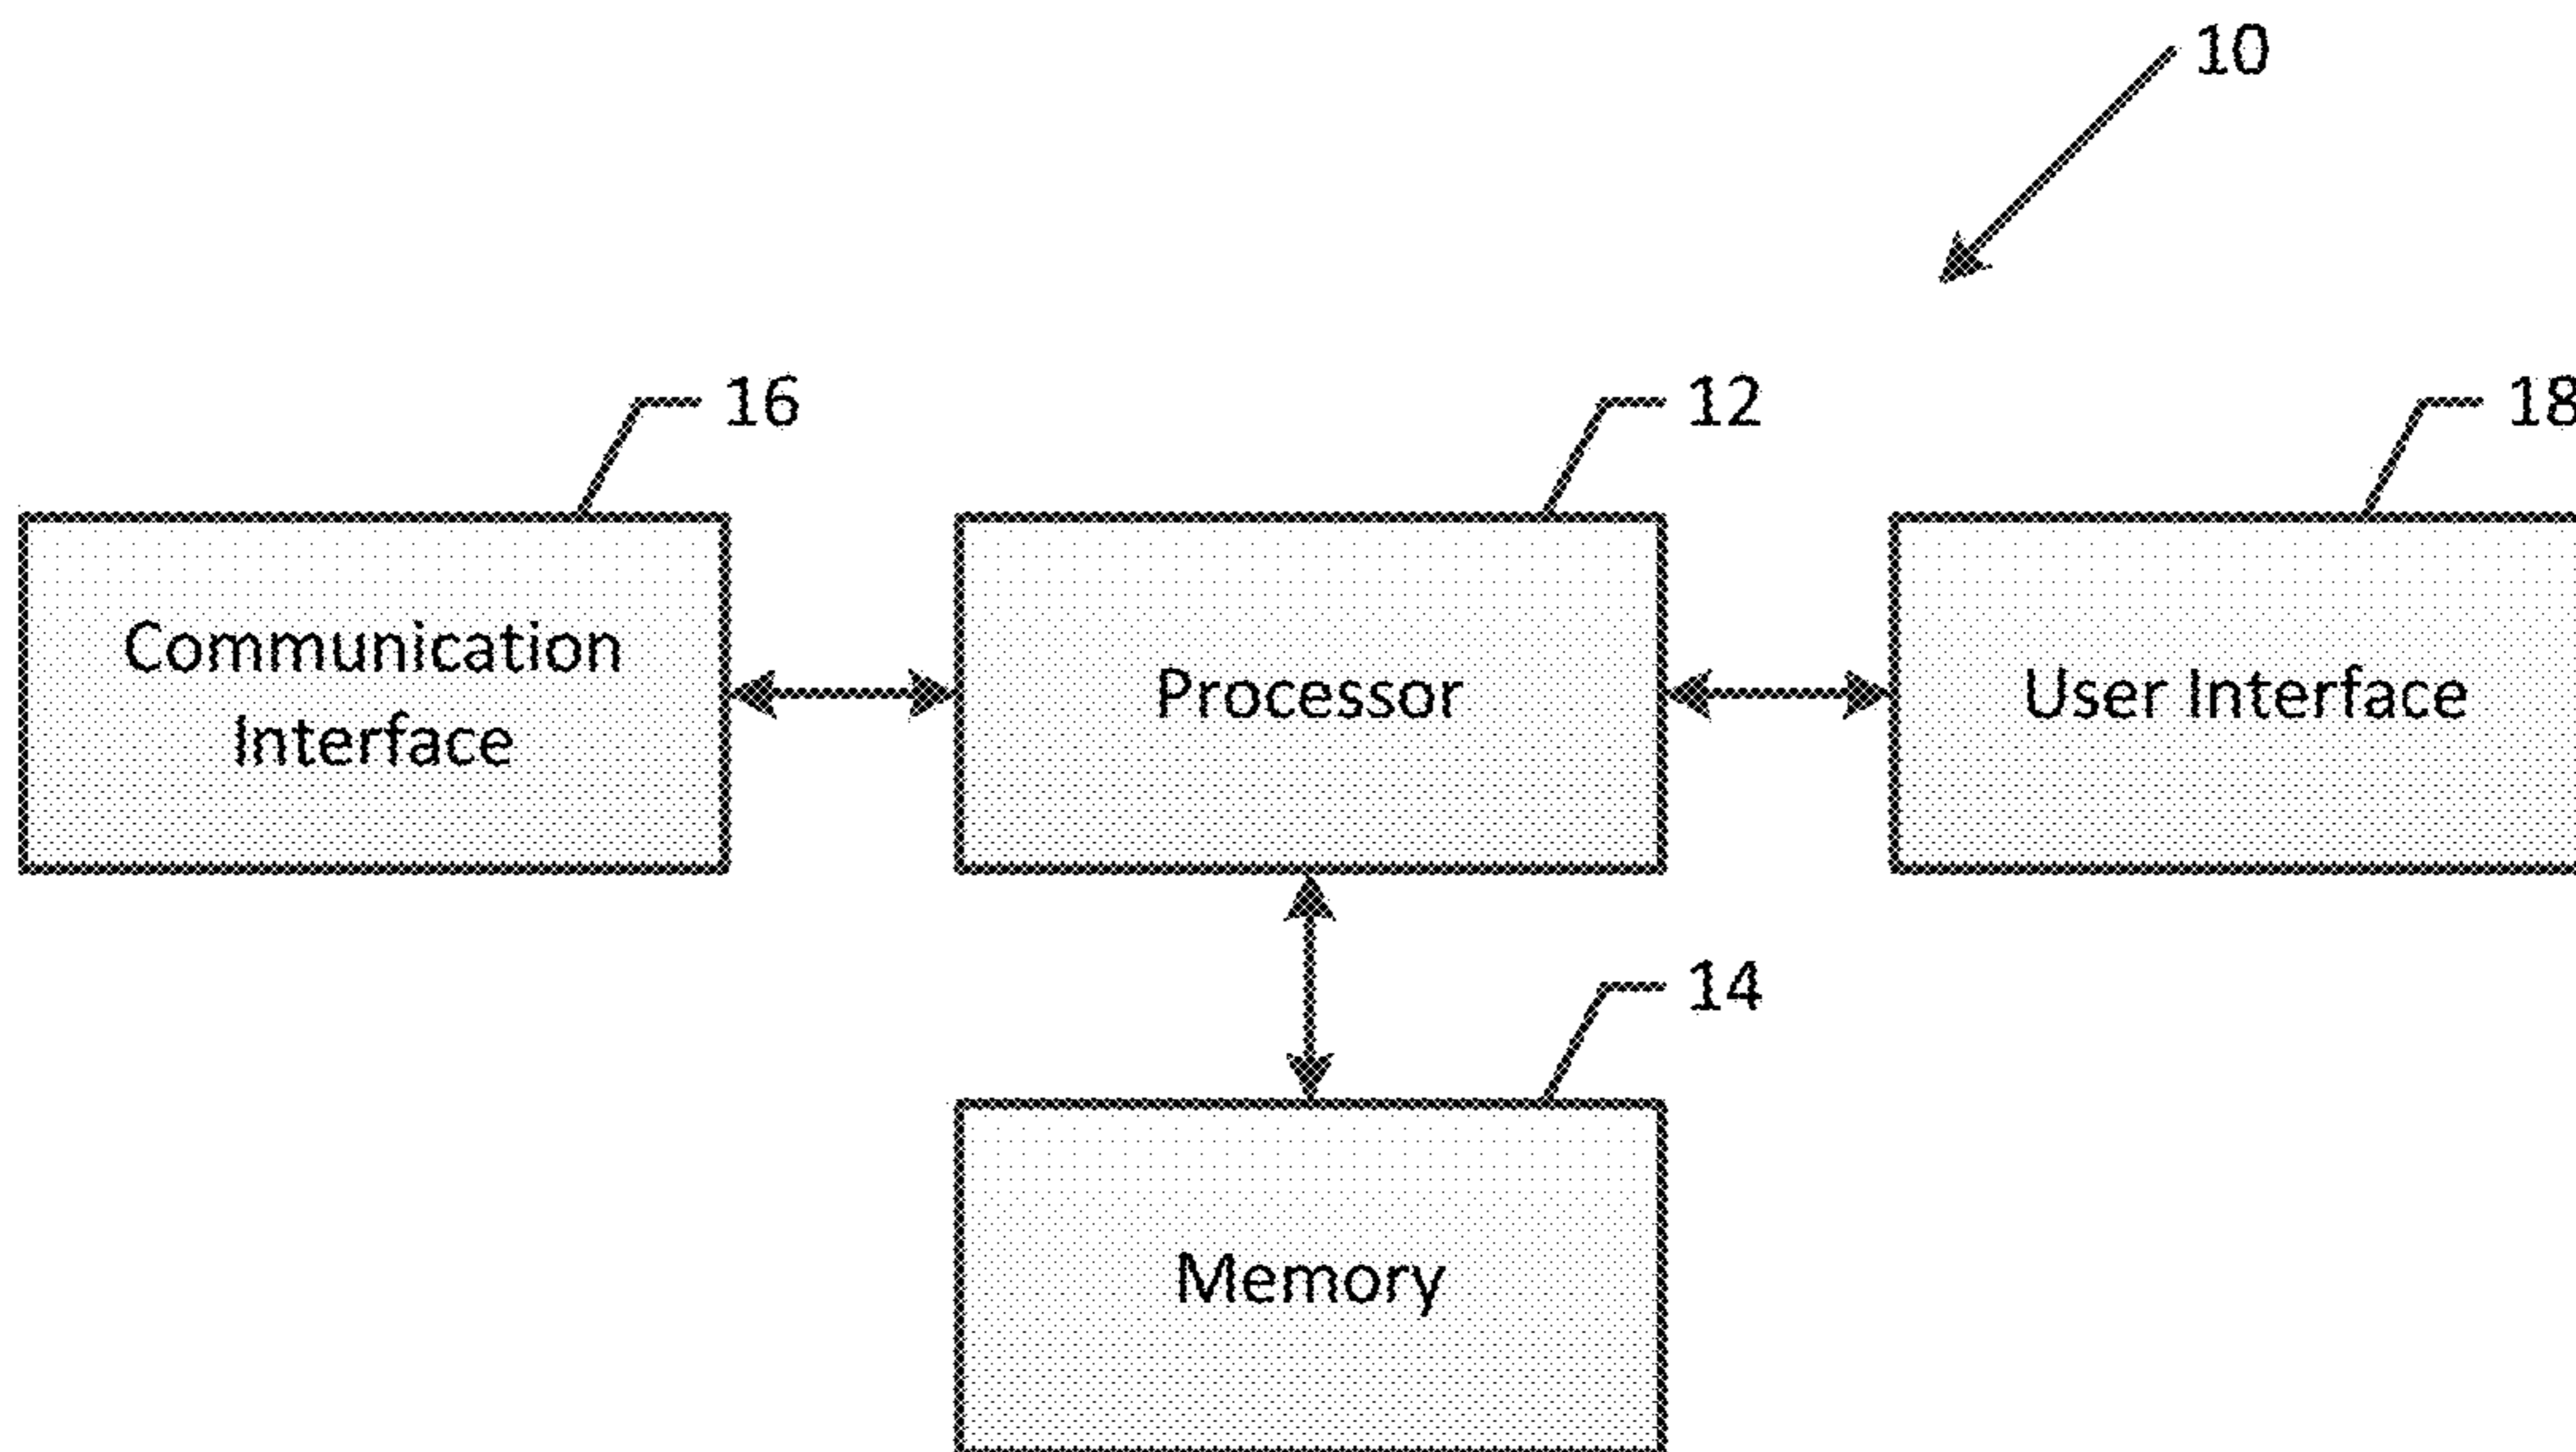 10
16
12
18
Communication
Interface
Processor
User Interface
14
Memory